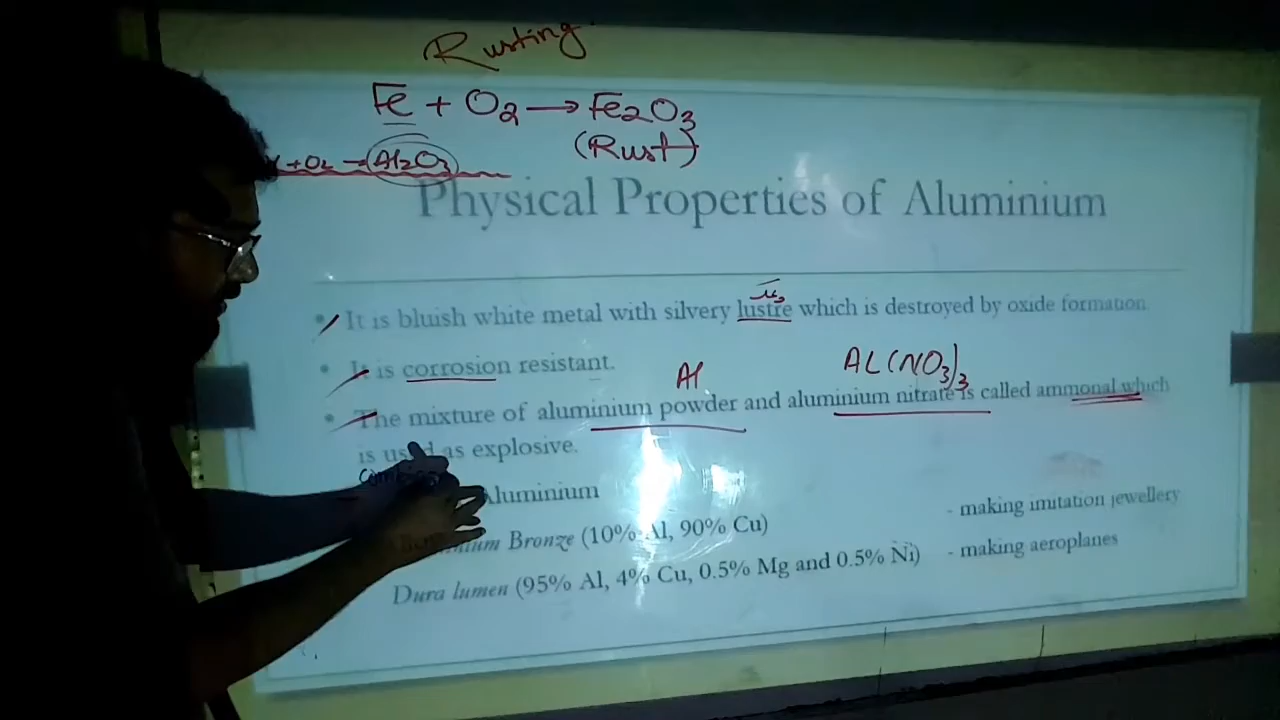 Rusting
Fe + O2 → Fe2O3
(Rust)
+ O2 → Al2O3
Physical Properties of Aluminium
It is bluish white metal with silvery lustre which is destroyed by oxide formation.
• It is corrosion resistant.
Al AL(NO3)3
• The mixture of aluminium powder and aluminium nitrate is called ammonal which
is used as explosive.
Aluminium
Bronze (10% Al, 90% Cu) - making imitation jewellery
Dura lumen (95% Al, 4% Cu, 0.5% Mg and 0.5% Ni) - making aeroplanes